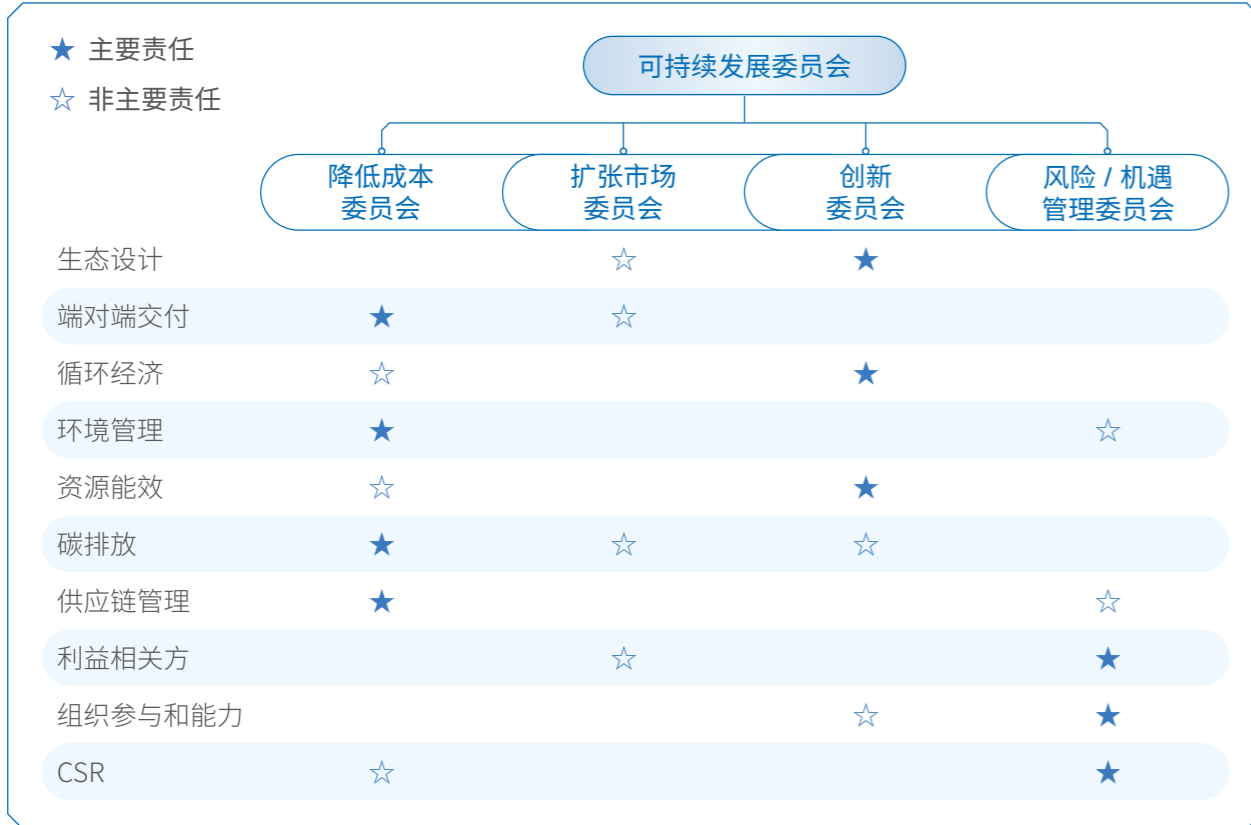 ★ 主要责任
☆ 非主要责任
可持续发展委员会
降低成本
委员会
扩张市场
委员会
创新
委员会
风险 / 机遇
管理委员会
生态设计 ☆ ★
端对端交付 ★ ☆
循环经济 ☆ ★
环境管理 ★ ☆
资源能效 ☆ ★
碳排放 ★ ☆ ☆
供应链管理 ★ ☆
利益相关方 ☆ ★
组织参与和能力 ☆ ★
CSR ☆ ★